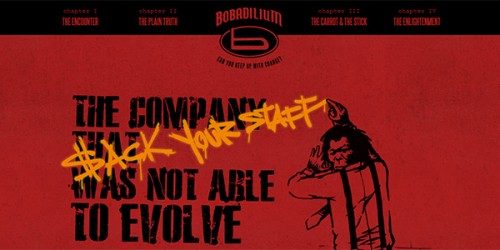 chapter I
THE ENCOUNTER
chapter II
THE PLAIN TRUTH
BOBADILIUM
b
CAN YOU KEEP UP WITH CHANGE?
chapter III
THE CARROT & THE STICK
chapter IV
THE ENLIGHTENMENT
THE COMPANY
THAT
$ACK YOUR STAFF
WAS NOT ABLE
TO EVOLVE